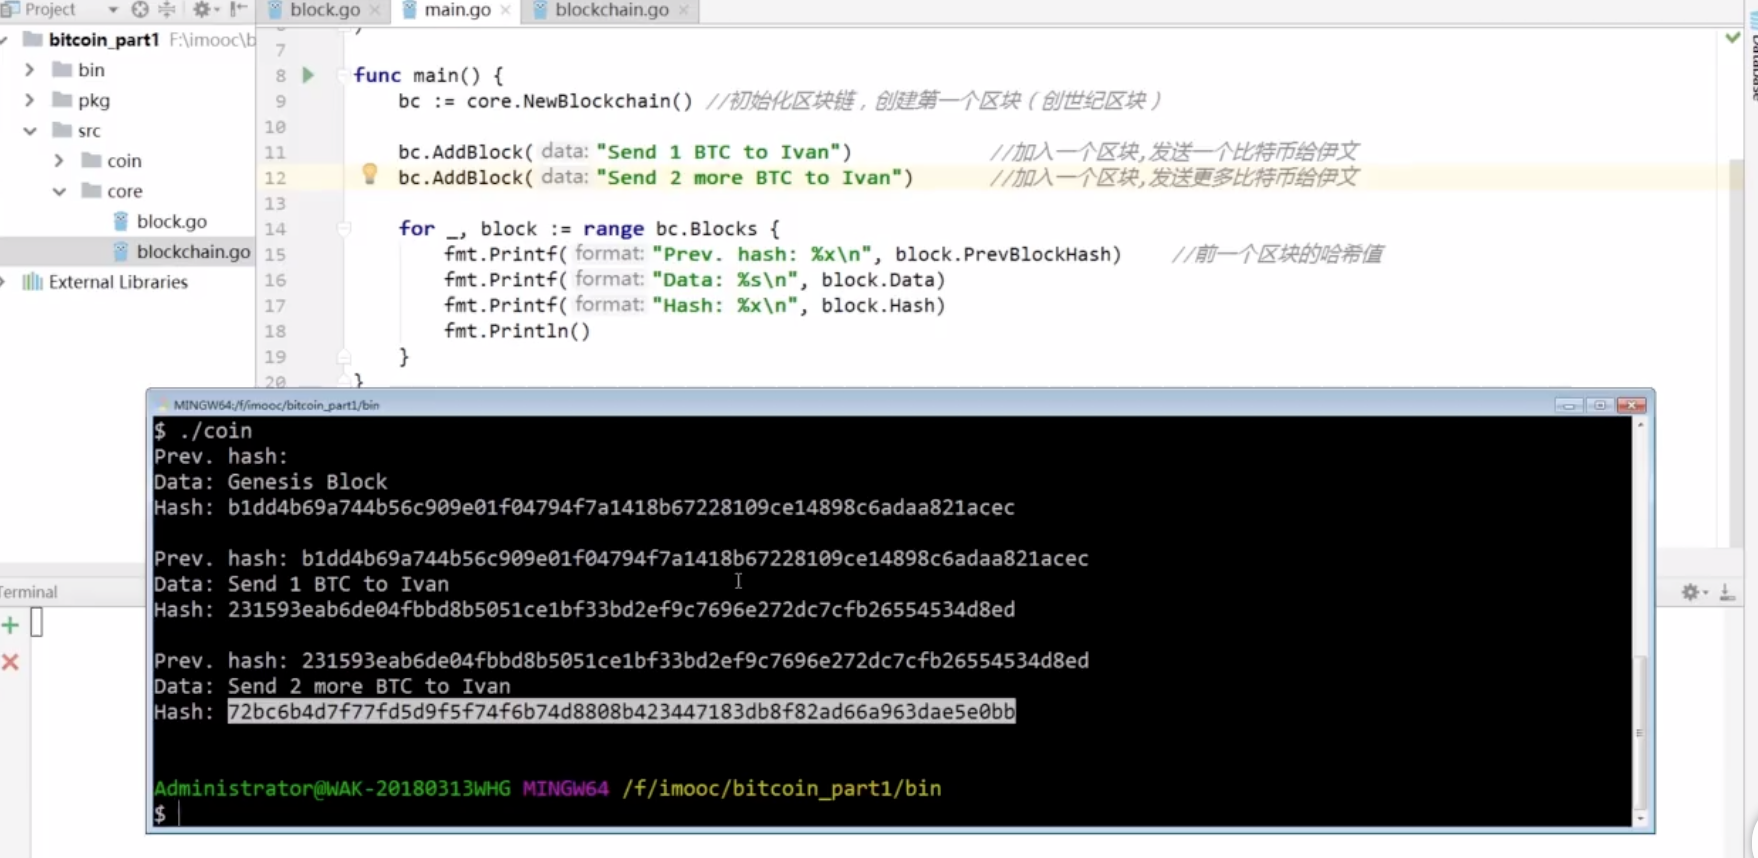 Project
block.go
main.go
blockchain.go
bitcoin_part1 F:\imooc\b
bin
pkg
src
coin
core
block.go
blockchain.go
External Libraries
7
8 func main() {
9 bc := core.NewBlockchain() //初始化区块链，创建第一个区块（创世纪区块）
10
11 bc.AddBlock( data: "Send 1 BTC to Ivan") //加入一个区块,发送一个比特币给伊文
12 bc.AddBlock( data: "Send 2 more BTC to Ivan") //加入一个区块,发送更多比特币给伊文
13
14 for _, block := range bc.Blocks {
15 fmt.Printf( format: "Prev. hash: %x\n", block.PrevBlockHash) //前一个区块的哈希值
16 fmt.Printf( format: "Data: %s\n", block.Data)
17 fmt.Printf( format: "Hash: %x\n", block.Hash)
18 fmt.Println()
19 }
20 }
Database
Terminal
MINGW64:/f/imooc/bitcoin_part1/bin
$ ./coin
Prev. hash:
Data: Genesis Block
Hash: b1dd4b69a744b56c909e01f04794f7a1418b67228109ce14898c6adaa821acec
Prev. hash: b1dd4b69a744b56c909e01f04794f7a1418b67228109ce14898c6adaa821acec
Data: Send 1 BTC to Ivan
Hash: 231593eab6de04fbbd8b5051ce1bf33bd2ef9c7696e272dc7cfb26554534d8ed
Prev. hash: 231593eab6de04fbbd8b5051ce1bf33bd2ef9c7696e272dc7cfb26554534d8ed
Data: Send 2 more BTC to Ivan
Hash: 72bc6b4d7f77fd5d9f5f74f6b74d8808b423447183db8f82ad66a963dae5e0bb
Administrator@WAK-20180313WHG MINGW64 /f/imooc/bitcoin_part1/bin
$